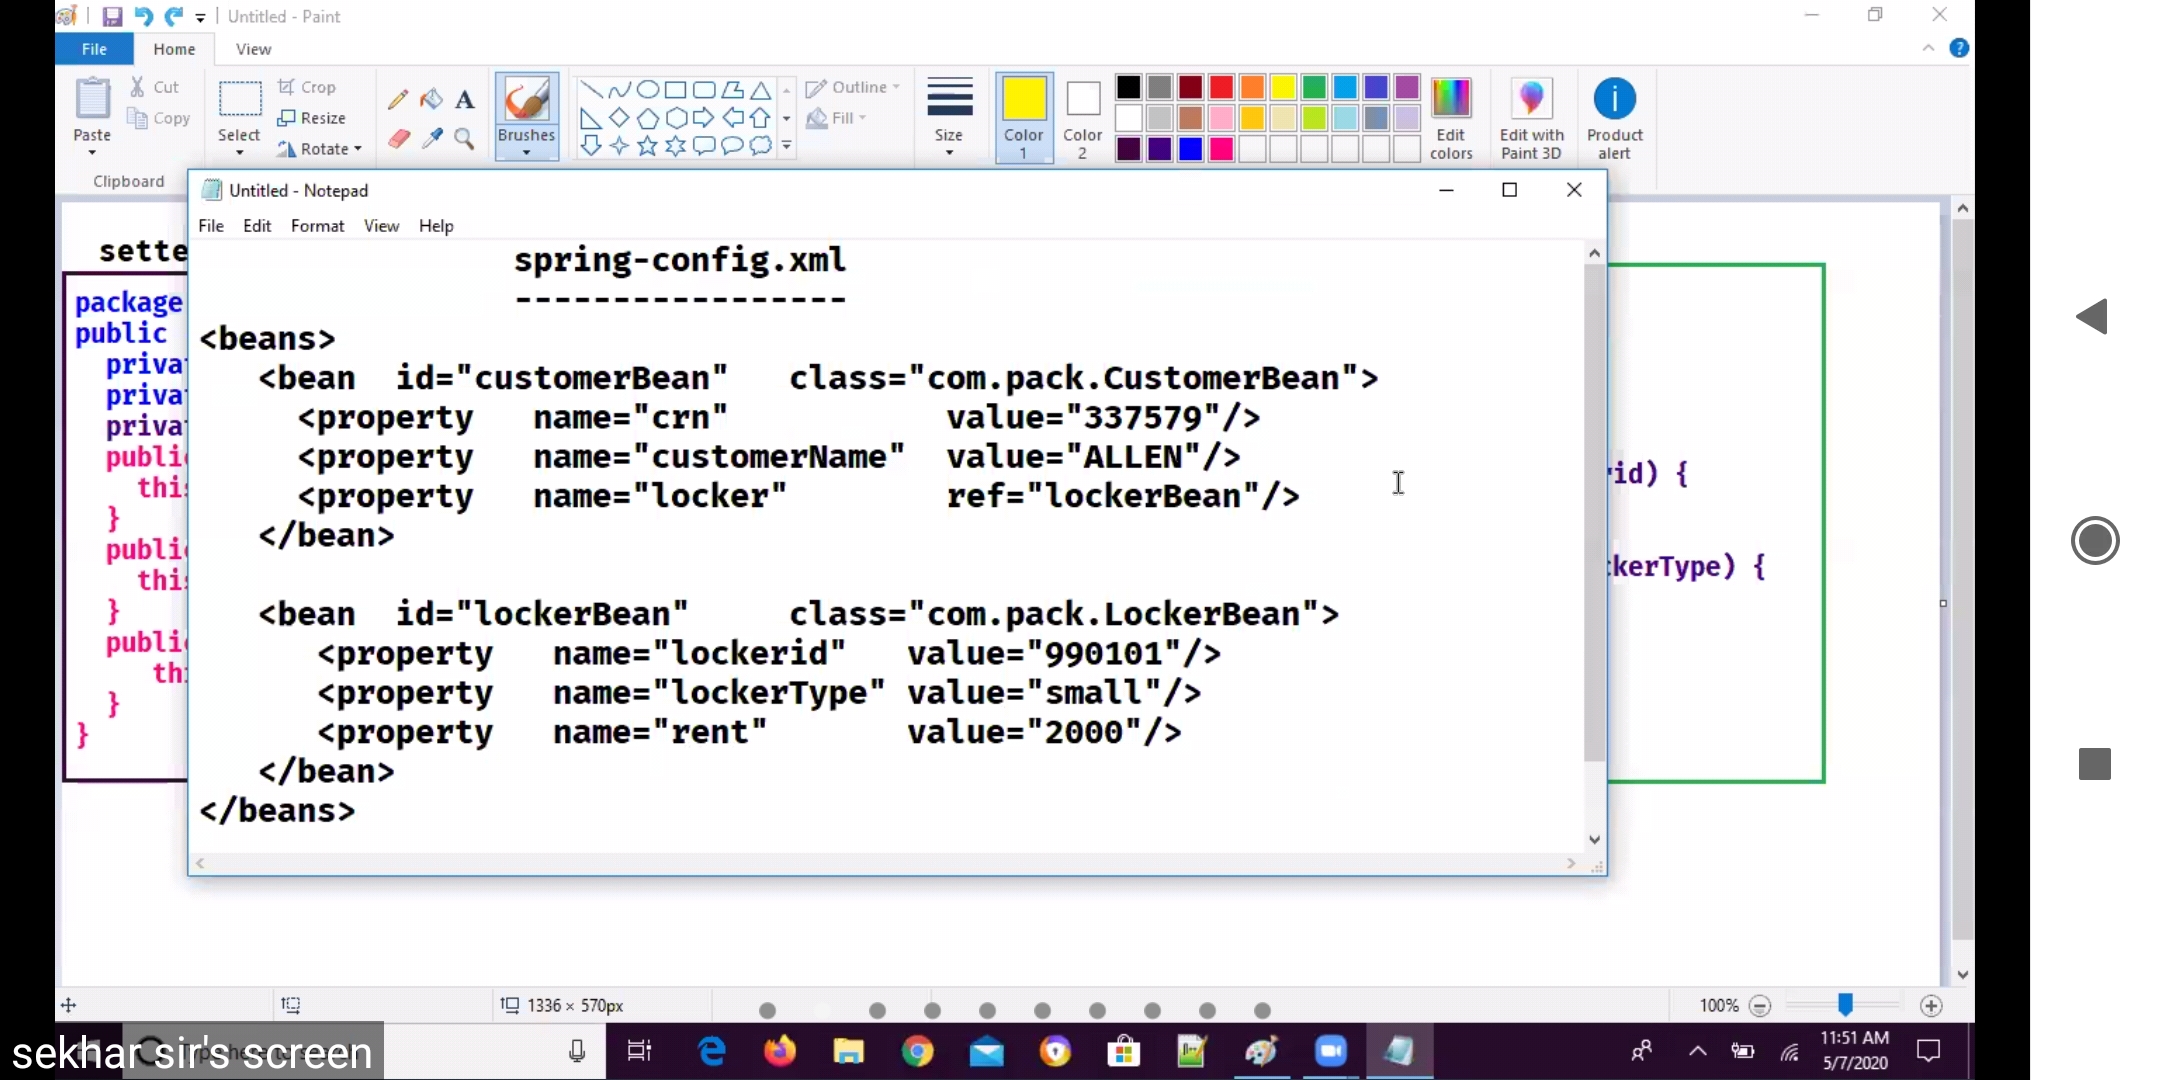 Untitled - Paint
File Home View
Cut
Copy
Paste
Clipboard
Select
Crop
Resize
Rotate
Brushes
Outline
Fill
Size
Color 1
Color 2
Edit colors
Edit with Paint 3D
Product alert
Untitled - Notepad
File Edit Format View Help
spring-config.xml
-----------------
<beans>
<bean id="customerBean" class="com.pack.CustomerBean">
<property name="crn" value="337579"/>
<property name="customerName" value="ALLEN"/>
<property name="locker" ref="lockerBean"/>
</bean>
<bean id="lockerBean" class="com.pack.LockerBean">
<property name="lockerid" value="990101"/>
<property name="lockerType" value="small"/>
<property name="rent" value="2000"/>
</bean>
</beans>
sette
package
public
priva
priva
priva
publi
this
}
publi
this
}
publi
thi
}
}
rid) {
ckerType) {
1336 × 570px
100%
sekhar sir's screen
11:51 AM
5/7/2020